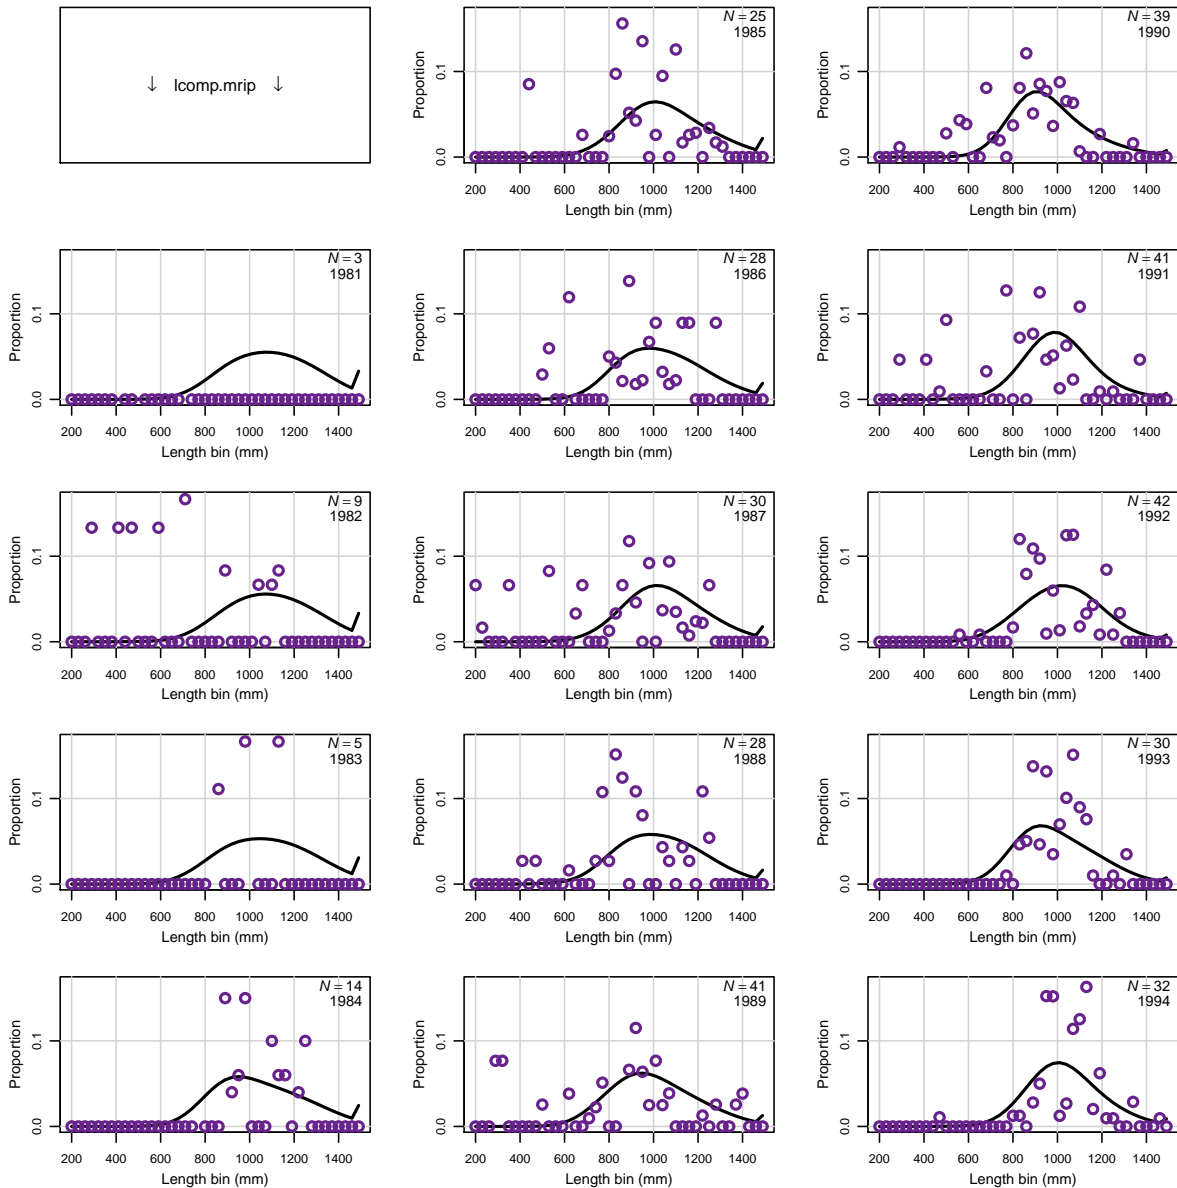 ↓ lcomp.mrip ↓
N = 25
1985
Proportion
0.0 0.1
200 400 600 800 1000 1200 1400
Length bin (mm)
N = 39
1990
Proportion
0.0 0.1
200 400 600 800 1000 1200 1400
Length bin (mm)
N = 3
1981
Proportion
0.0 0.1
200 400 600 800 1000 1200 1400
Length bin (mm)
N = 28
1986
Proportion
0.0 0.1
200 400 600 800 1000 1200 1400
Length bin (mm)
N = 41
1991
Proportion
0.0 0.1
200 400 600 800 1000 1200 1400
Length bin (mm)
N = 9
1982
Proportion
0.0 0.1
200 400 600 800 1000 1200 1400
Length bin (mm)
N = 30
1987
Proportion
0.0 0.1
200 400 600 800 1000 1200 1400
Length bin (mm)
N = 42
1992
Proportion
0.0 0.1
200 400 600 800 1000 1200 1400
Length bin (mm)
N = 5
1983
Proportion
0.0 0.1
200 400 600 800 1000 1200 1400
Length bin (mm)
N = 28
1988
Proportion
0.0 0.1
200 400 600 800 1000 1200 1400
Length bin (mm)
N = 30
1993
Proportion
0.0 0.1
200 400 600 800 1000 1200 1400
Length bin (mm)
N = 14
1984
Proportion
0.0 0.1
200 400 600 800 1000 1200 1400
Length bin (mm)
N = 41
1989
Proportion
0.0 0.1
200 400 600 800 1000 1200 1400
Length bin (mm)
N = 32
1994
Proportion
0.0 0.1
200 400 600 800 1000 1200 1400
Length bin (mm)